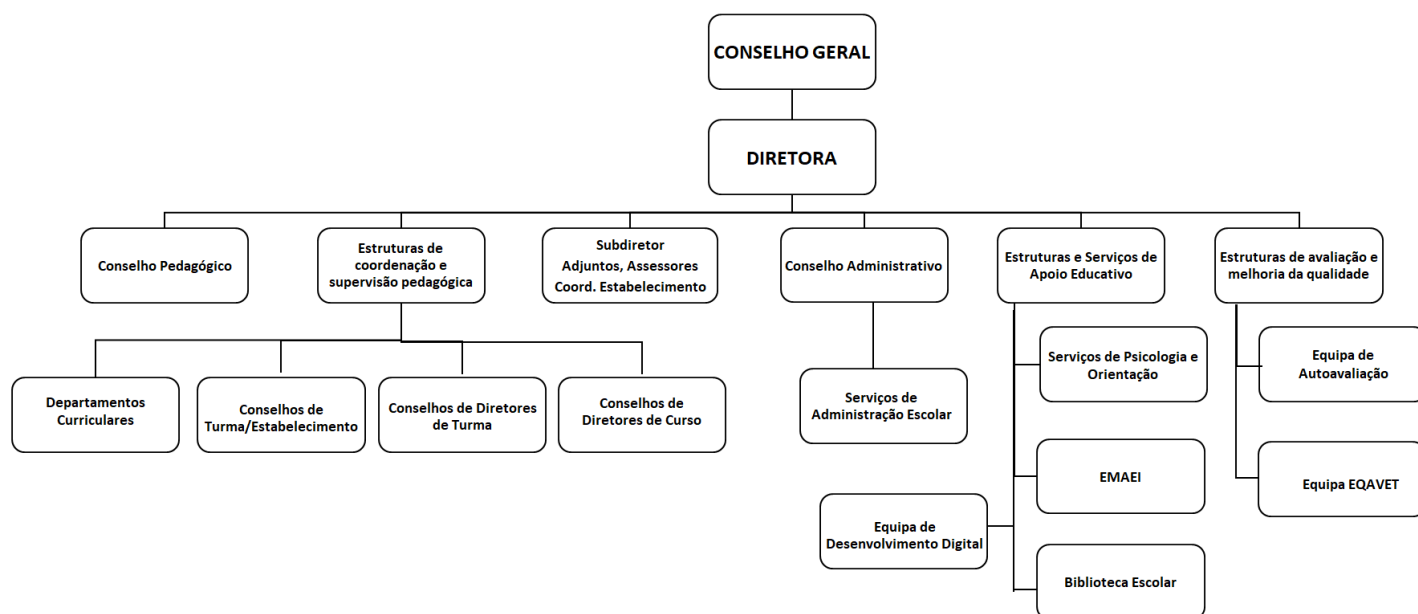 CONSELHO GERAL
DIRETORA
Conselho Pedagógico
Estruturas de
coordenação e
supervisão pedagógica
Subdiretor
Adjuntos, Assessores
Coord. Estabelecimento
Conselho Administrativo
Estruturas e Serviços de
Apoio Educativo
Estruturas de avaliação e
melhoria da qualidade
Departamentos
Curriculares
Conselhos de
Turma/Estabelecimento
Conselhos de Diretores
de Turma
Conselhos de
Diretores de Curso
Serviços de
Administração Escolar
Serviços de Psicologia e
Orientação
EMAEI
Equipa de
Desenvolvimento Digital
Biblioteca Escolar
Equipa de
Autoavaliação
Equipa EQAVET